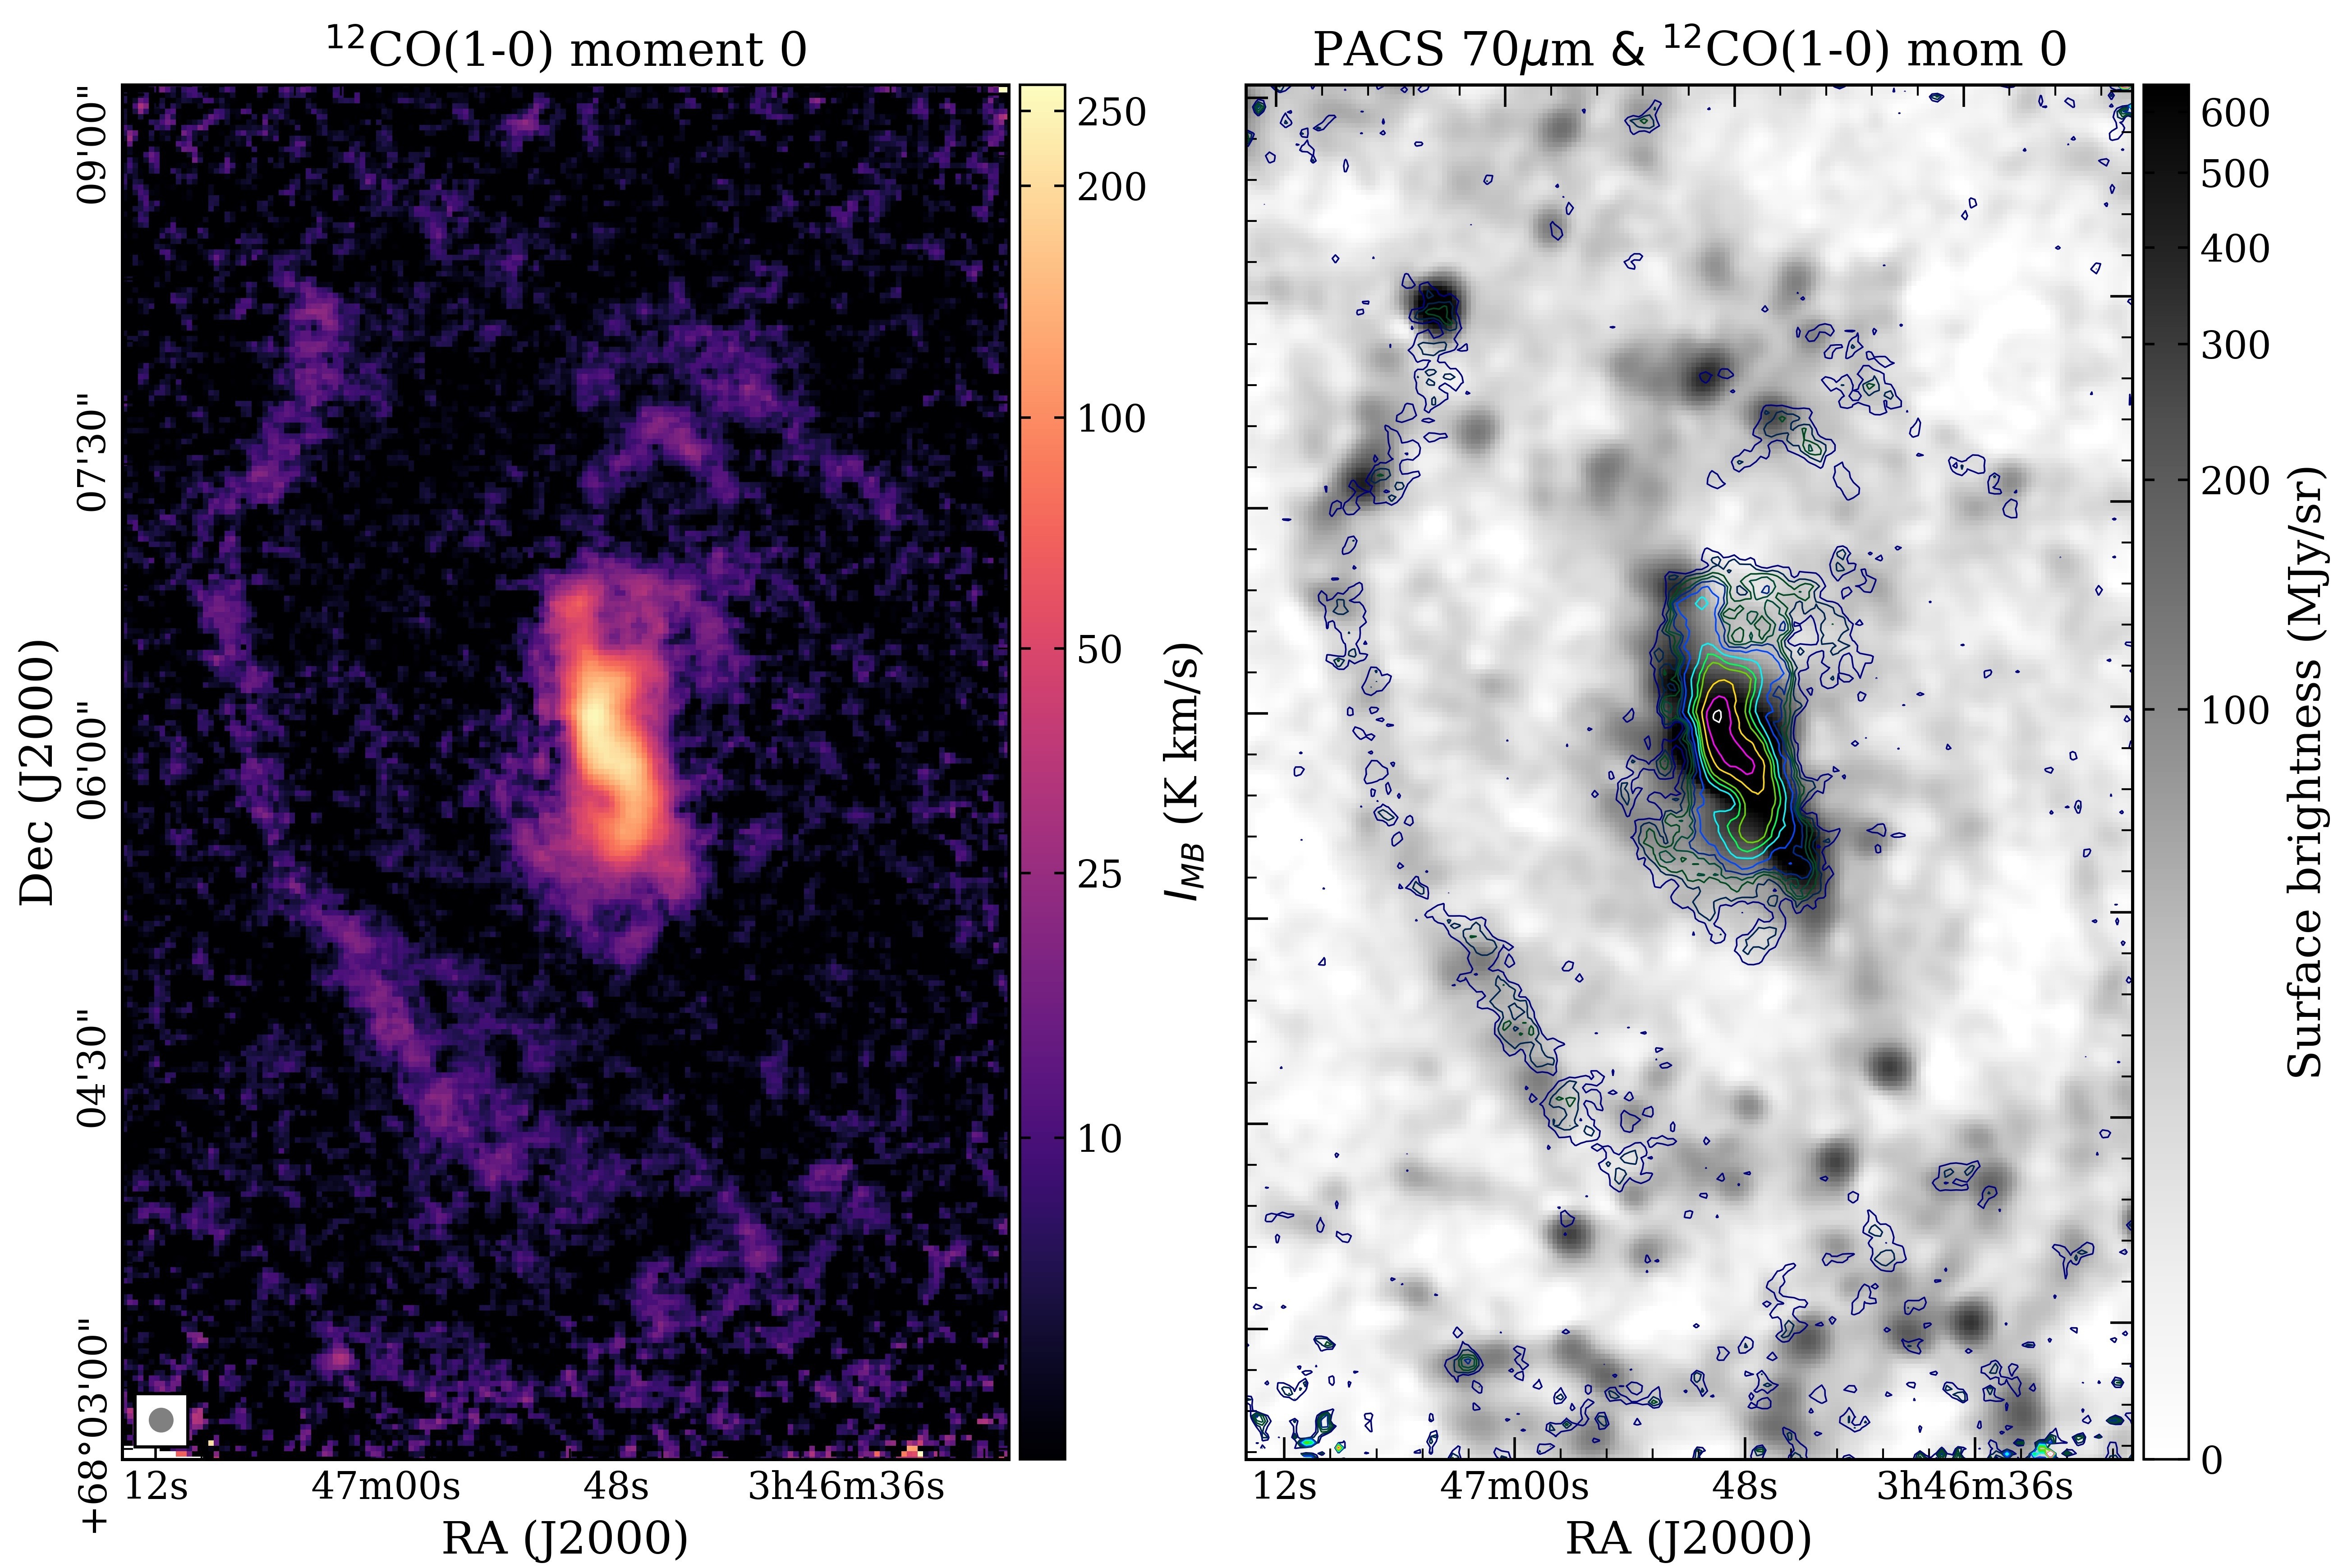 ¹²CO(1-0) moment 0
PACS 70μm & ¹²CO(1-0) mom 0
Dec (J2000)
09'00"
07'30"
06'00"
04'30"
+68°03'00"
12s
47m00s
48s
3h46m36s
RA (J2000)
250
200
100
50
25
10
I_MB (K km/s)
12s
47m00s
48s
3h46m36s
RA (J2000)
600
500
400
300
200
100
0
Surface brightness (MJy/sr)